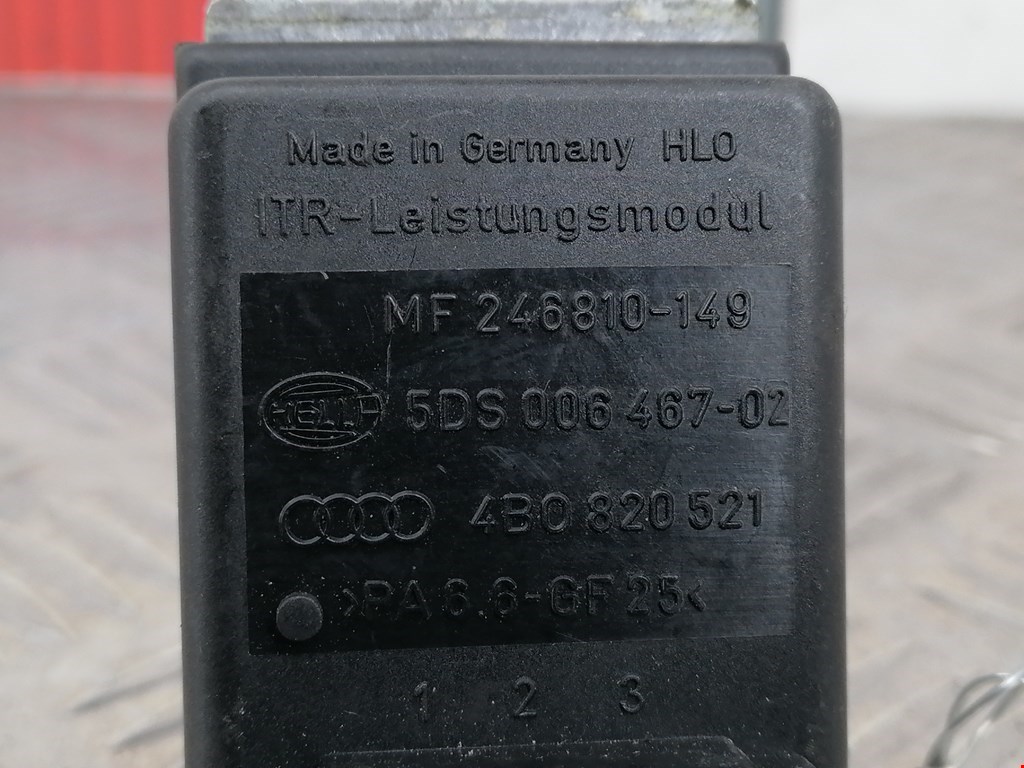 Made in Germany HLO
ITR-Leistungsmodul
MF 246810-149
HELLA 5DS 006 467-02
4B0 820 521
>PA 6.6-GF 25<
1 2 3